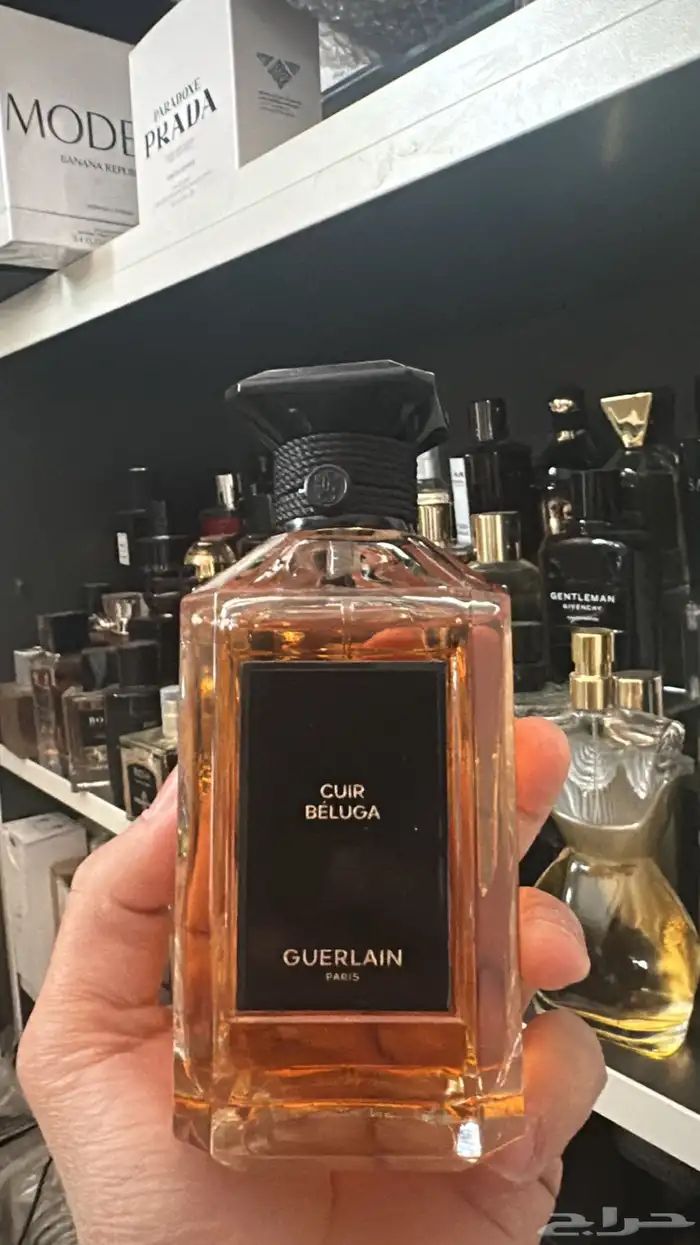 MODE
BANANA REPUB
PARADOXE
PRADA
GENTLEMAN
GIVENCHY
CUIR
BÉLUGA
GUERLAIN
PARIS
حراج